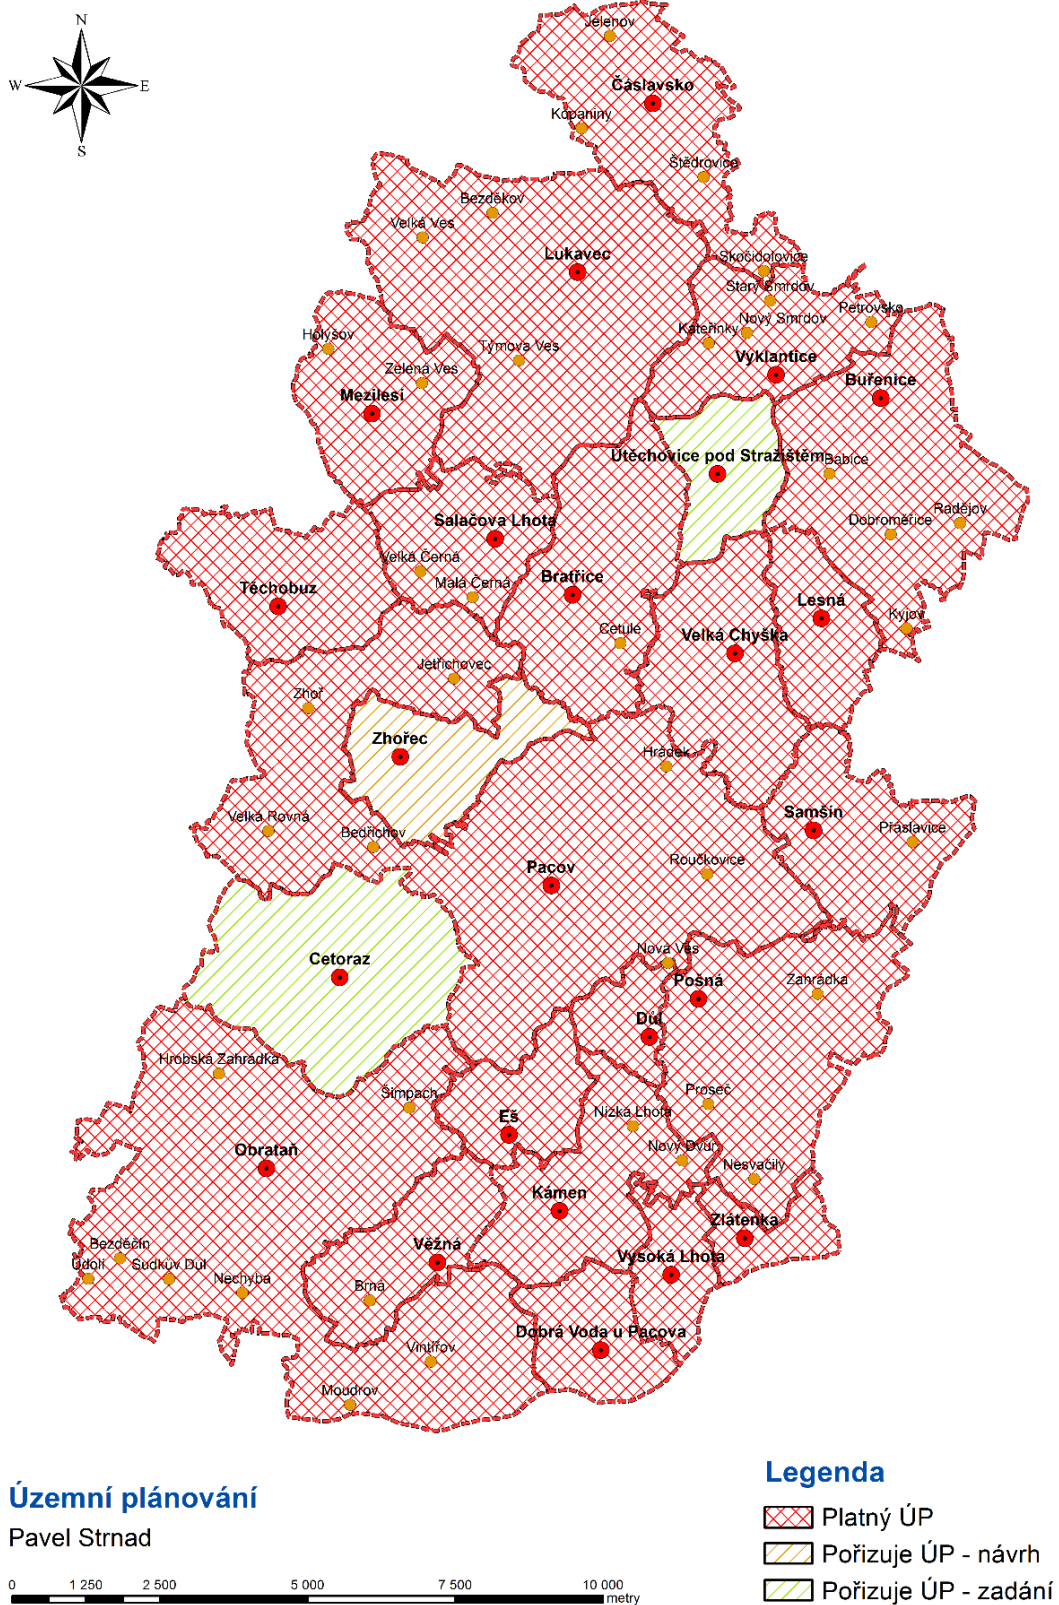 N
W E
S
Jelenov
Čáslavsko
Kopaniny
Štědrovice
Bezděkov
Velká Ves
Lukavec
Skočidolovice
Starý Smrdov
Petrovsko
Nový Smrdov
Kateřinky
Holýšov
Týmova Ves
Vyklantice
Zelená Ves
Buřenice
Mezilesí
Útěchovice pod Stražištěm
Babice
Radějov
Salačova Lhota
Dobroměřice
Velká Černá
Bratřice
Malá Černá
Těchobuz
Lesná
Kyjov
Cetule
Velká Chyška
Jetřichovec
Zhoř
Zhořec
Hrádek
Samšín
Velká Rovná
Přáslavice
Bedřichov
Roučkovice
Pacov
Nová Ves
Cetoraz
Pošná
Zahrádka
Důl
Hrobská Zahrádka
Šimpach
Proseč
Nízká Lhota
Eš
Nový Dvůr
Obrataň
Nesvačily
Kámen
Zlátenka
Bezděčín
Věžná
Vysoká Lhota
Údolí
Sudkův Důl
Nechyba
Brná
Dobrá Voda u Pacova
Vintířov
Moudrov
Územní plánování
Pavel Strnad
0 1 250 2 500 5 000 7 500 10 000
metry
Legenda
Platný ÚP
Pořizuje ÚP - návrh
Pořizuje ÚP - zadání